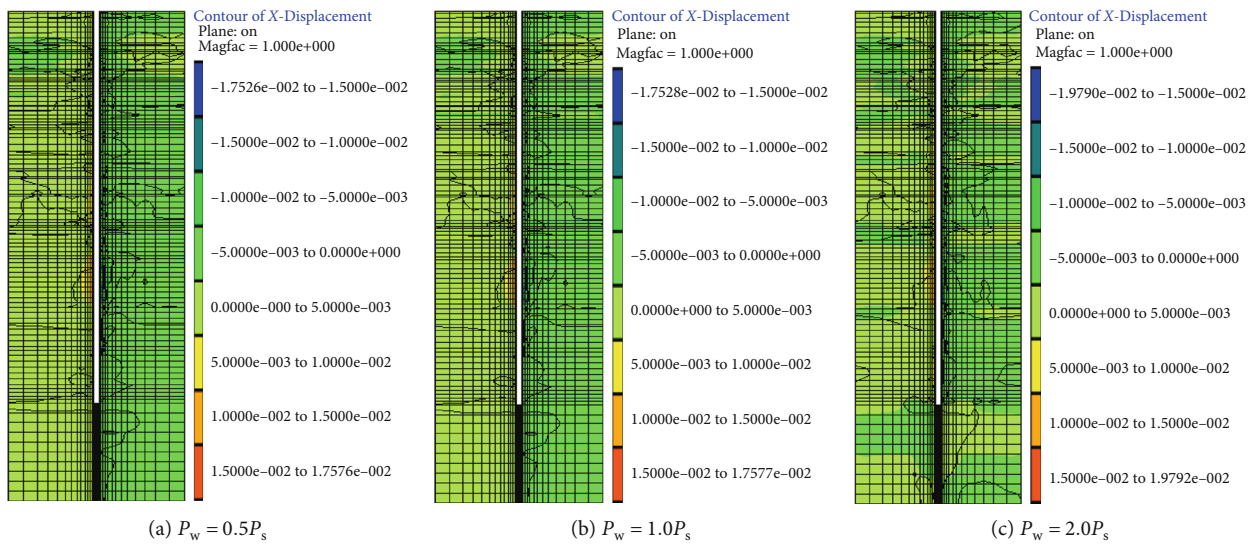 Contour of X-Displacement
Plane: on
Magfac = 1.000e+000
−1.7526e−002 to −1.5000e−002
−1.5000e−002 to −1.0000e−002
−1.0000e−002 to −5.0000e−003
−5.0000e−003 to 0.0000e+000
0.0000e−000 to 5.0000e−003
5.0000e−003 to 1.0000e−002
1.0000e−002 to 1.5000e−002
1.5000e−002 to 1.7576e−002
(a) Pw = 0.5Ps
Contour of X-Displacement
Plane: on
Magfac = 1.000e+000
−1.7528e−002 to −1.5000e−002
−1.5000e−002 to −1.0000e−002
−1.0000e−002 to −5.0000e−003
−5.0000e−003 to 0.0000e+000
0.0000e+000 to 5.0000e−003
5.0000e−003 to 1.0000e−002
1.0000e−002 to 1.5000e−002
1.5000e−002 to 1.7577e−002
(b) Pw = 1.0Ps
Contour of X-Displacement
Plane: on
Magfac = 1.000e+000
−1.9790e−002 to −1.5000e−002
−1.5000e−002 to −1.0000e−002
−1.0000e−002 to −5.0000e−003
−5.0000e−003 to 0.0000e+000
0.0000e+000 to 5.0000e−003
5.0000e−003 to 1.0000e−002
1.0000e−002 to 1.5000e−002
1.5000e−002 to 1.9792e−002
(c) Pw = 2.0Ps